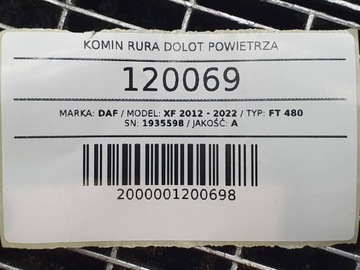 KOMIN RURA DOLOT POWIETRZA
120069
MARKA: DAF / MODEL: XF 2012 - 2022 / TYP: FT 480
SN: 1935598 / JAKOŚĆ: A
2000001200698